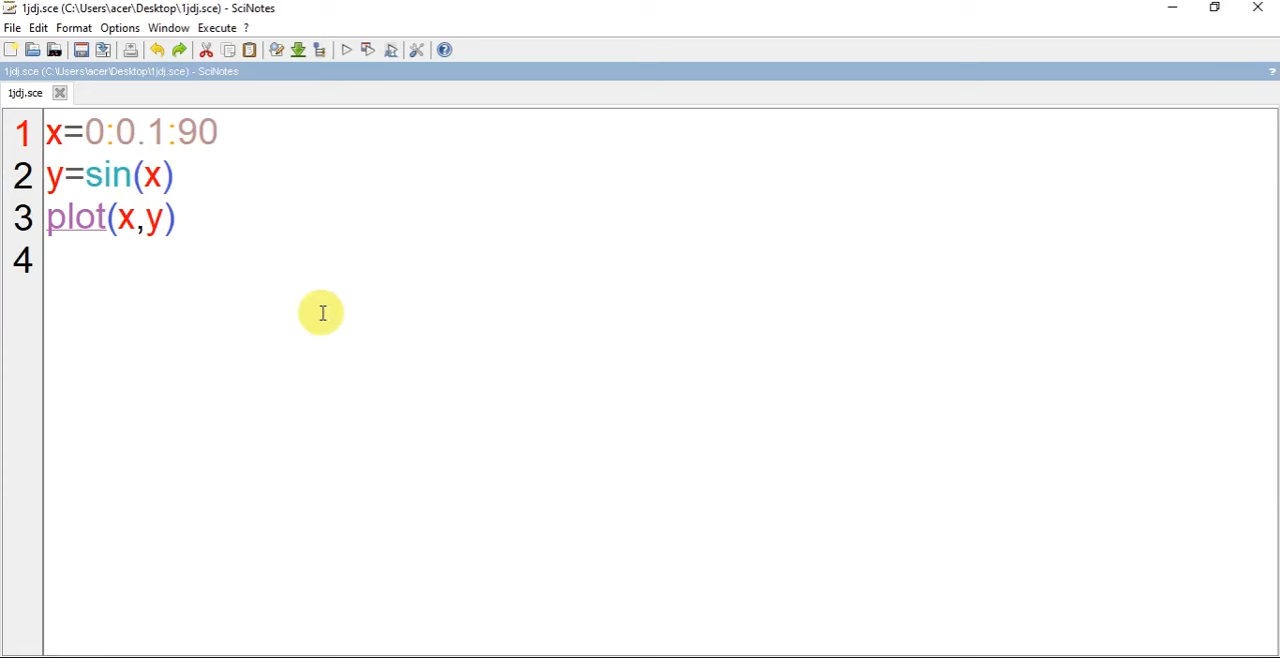 1jdj.sce (C:\Users\acer\Desktop\1jdj.sce) - SciNotes
File Edit Format Options Window Execute ?
1jdj.sce (C:\Users\acer\Desktop\1jdj.sce) - SciNotes ?
1jdj.sce
1 x=0:0.1:90
2 y=sin(x)
3 plot(x,y)
4